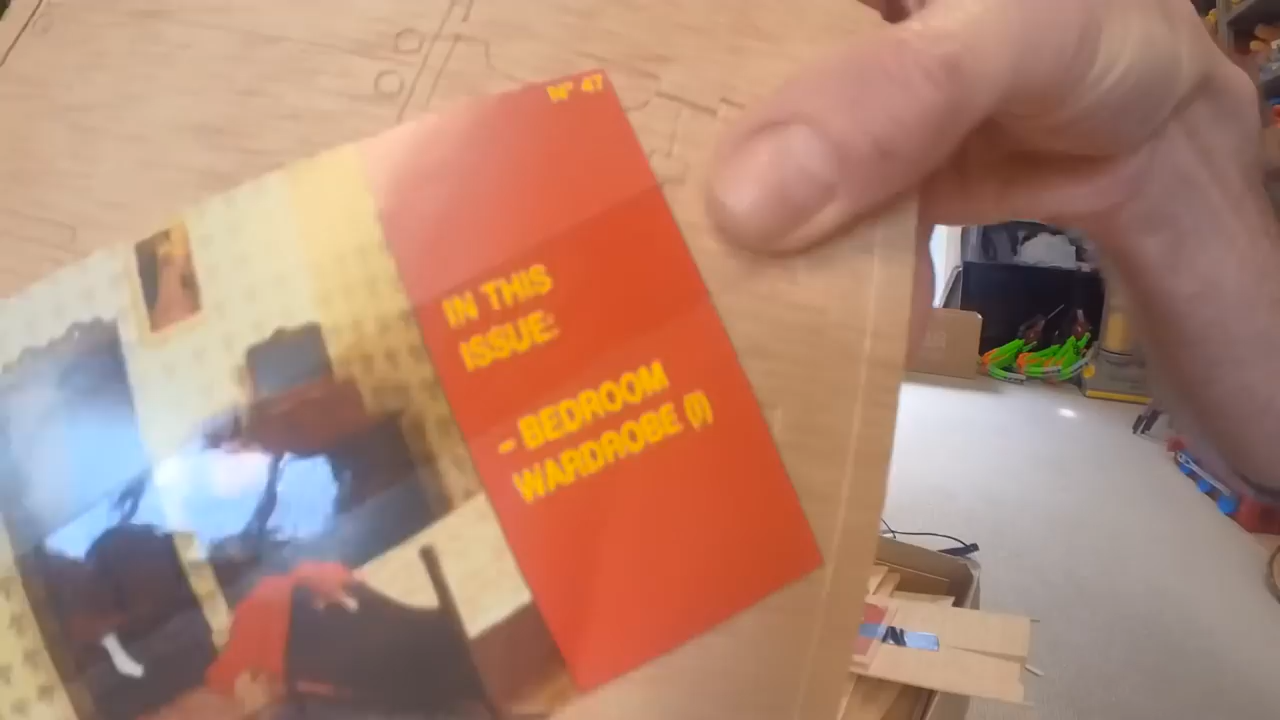 Nº 47
IN THIS
ISSUE:
– BEDROOM
WARDROBE (I)